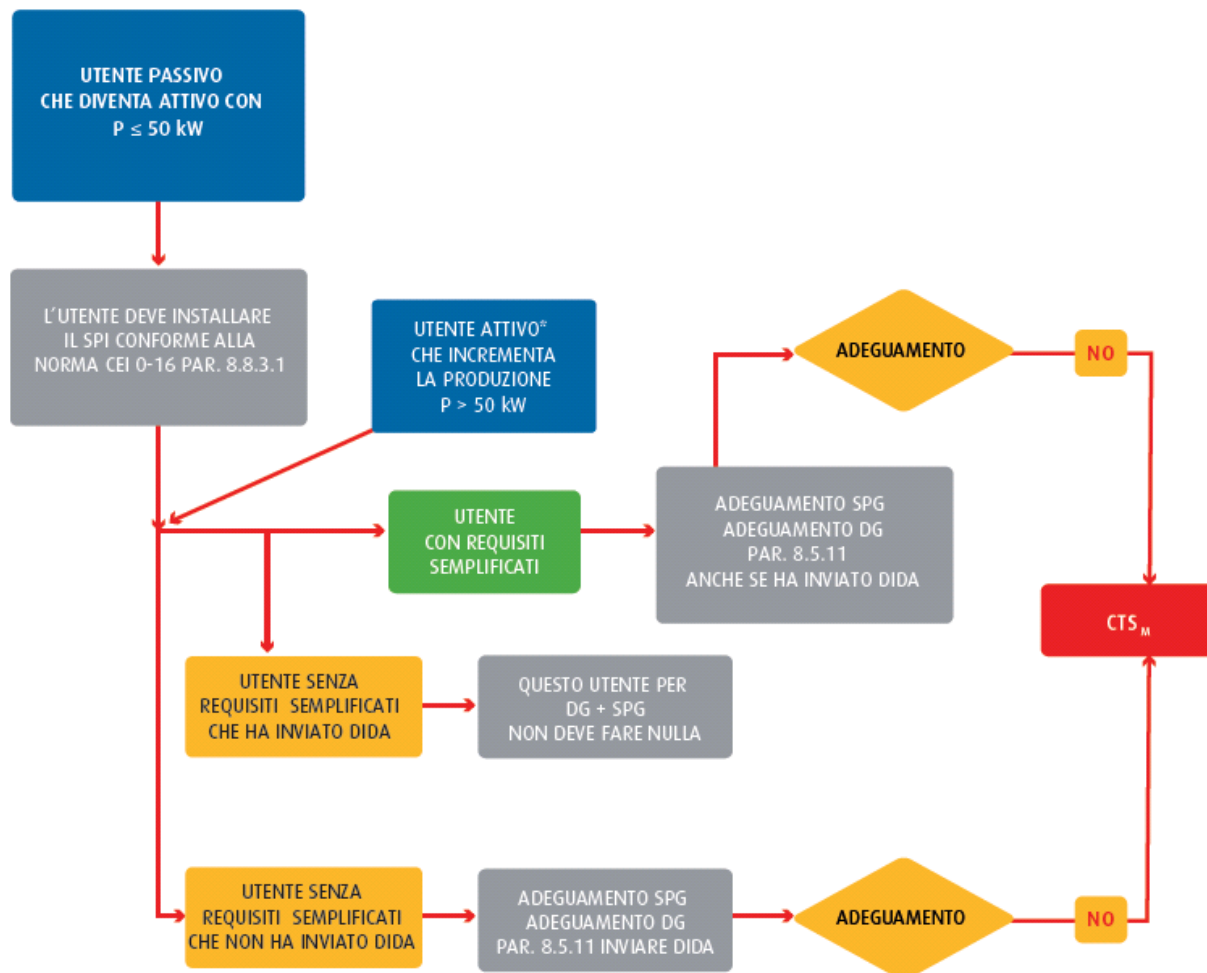 UTENTE PASSIVO
CHE DIVENTA ATTIVO CON
P ≤ 50 kW
L'UTENTE DEVE INSTALLARE
IL SPI CONFORME ALLA
NORMA CEI 0-16 PAR. 8.8.3.1
UTENTE ATTIVO*
CHE INCREMENTA
LA PRODUZIONE
P > 50 kW
ADEGUAMENTO
NO
UTENTE
CON REQUISITI
SEMPLIFICATI
ADEGUAMENTO SPG
ADEGUAMENTO DG
PAR. 8.5.11
ANCHE SE HA INVIATO DIDA
CTS M
UTENTE SENZA
REQUISITI SEMPLIFICATI
CHE HA INVIATO DIDA
QUESTO UTENTE PER
DG + SPG
NON DEVE FARE NULLA
UTENTE SENZA
REQUISITI SEMPLIFICATI
CHE NON HA INVIATO DIDA
ADEGUAMENTO SPG
ADEGUAMENTO DG
PAR. 8.5.11 INVIARE DIDA
ADEGUAMENTO
NO